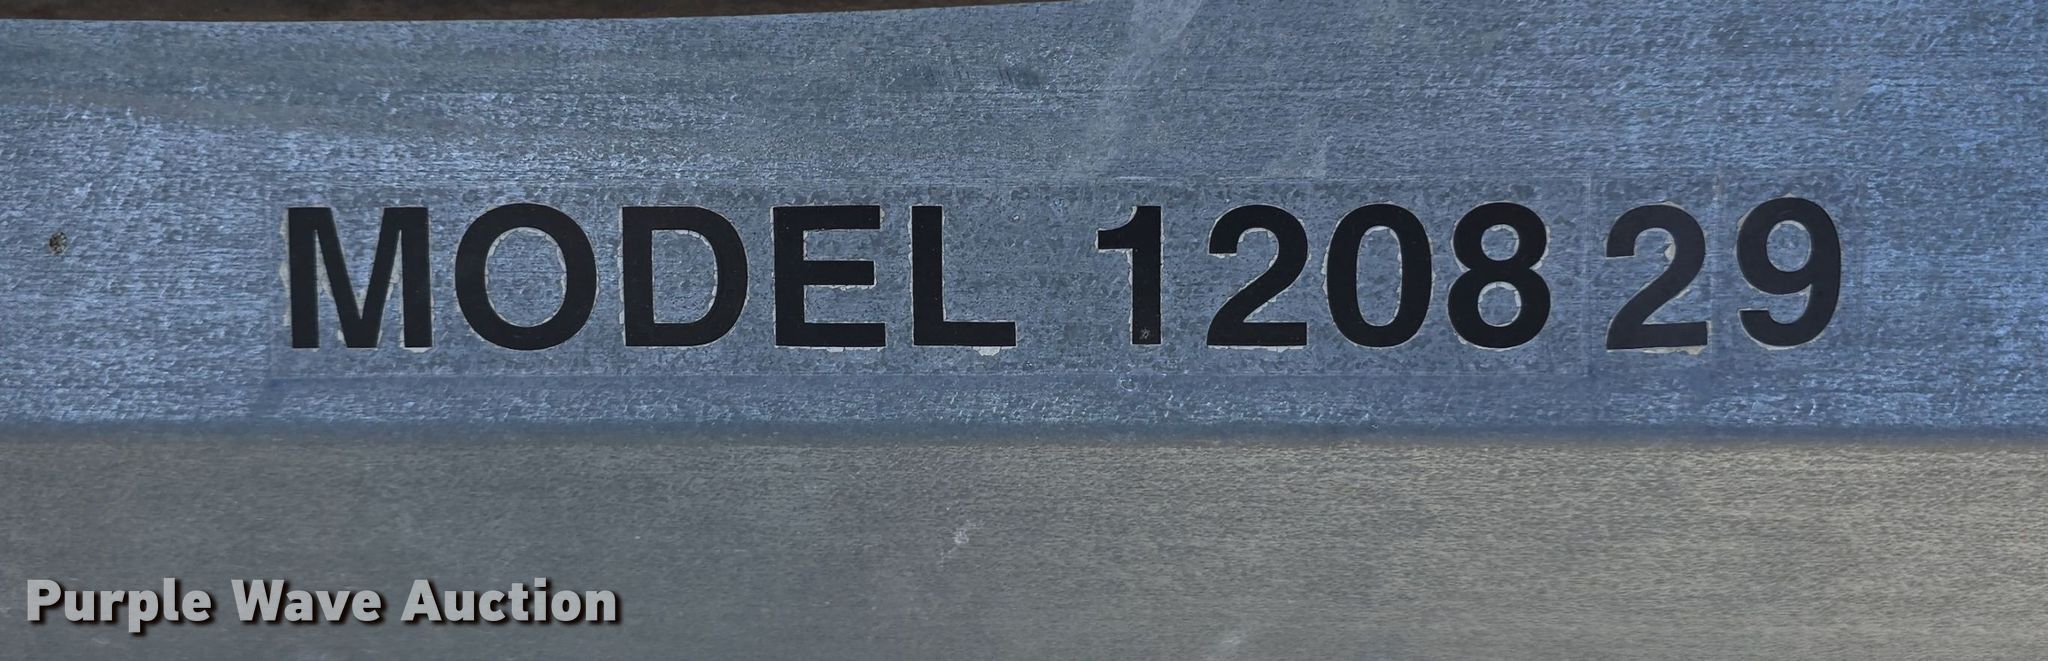 MODEL 1208 29
Purple Wave Auction